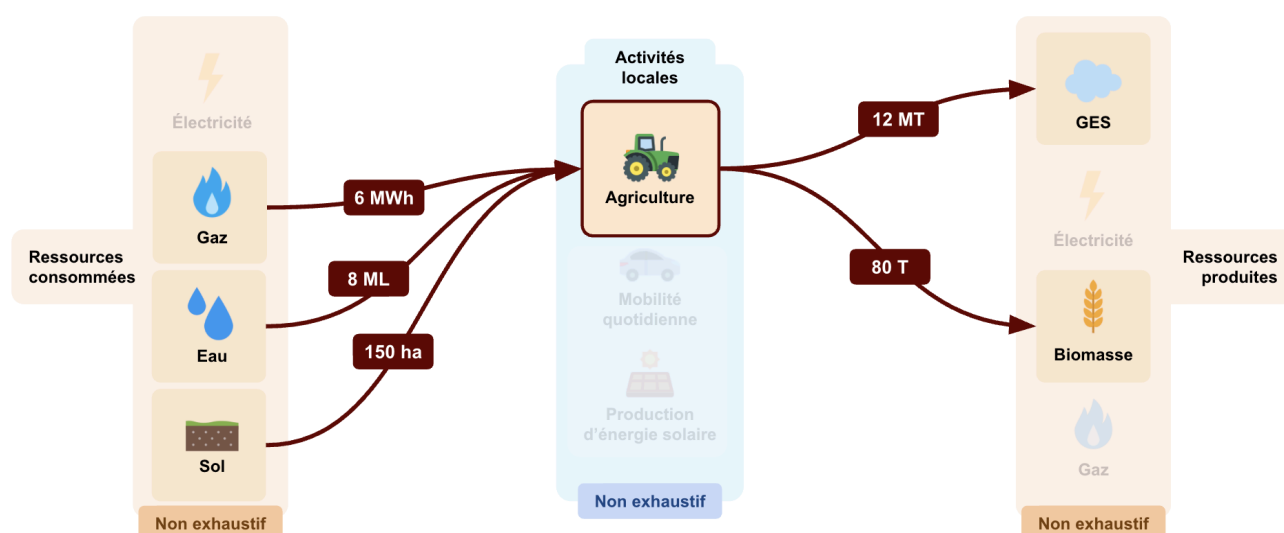 Ressources
consommées
Électricité
Gaz
Eau
Sol
Non exhaustif
6 MWh
8 ML
150 ha
Activités
locales
Agriculture
Mobilité
quotidienne
Production
d'énergie solaire
Non exhaustif
12 MT
80 T
GES
Électricité
Biomasse
Gaz
Non exhaustif
Ressources
produites